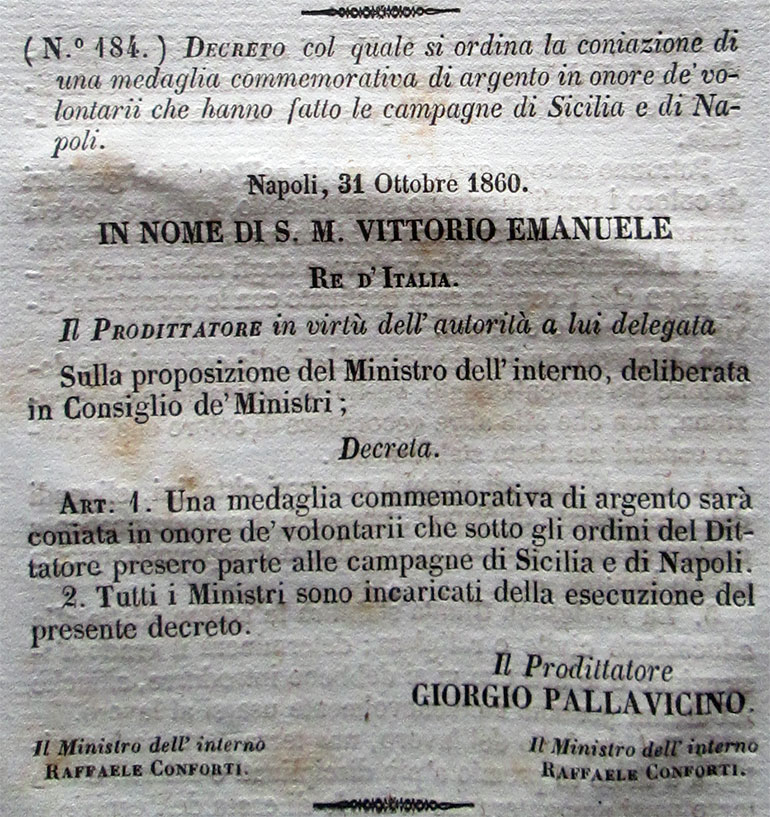 (N.º 184.) DECRETO col quale si ordina la coniazione di
una medaglia commemorativa di argento in onore de' vo-
lontarii che hanno fatto le campagne di Sicilia e di Na-
poli.
Napoli, 31 Ottobre 1860.
IN NOME DI S. M. VITTORIO EMANUELE
RE D'ITALIA.
Il PRODITTATORE in virtù dell' autorità a lui delegata
Sulla proposizione del Ministro dell' interno, deliberata
in Consiglio de' Ministri ;
Decreta.
ART: 1. Una medaglia commemorativa di argento sarà
coniata in onore de' volontarii che sotto gli ordini del Dit-
tatore presero parte alle campagne di Sicilia e di Napoli.
2. Tutti i Ministri sono incaricati della esecuzione del
presente decreto.
Il Prodittatore
GIORGIO PALLAVICINO.
Il Ministro dell' interno
RAFFAELE CONFORTI.
Il Ministro dell' interno
RAFFAELE CONFORTI.